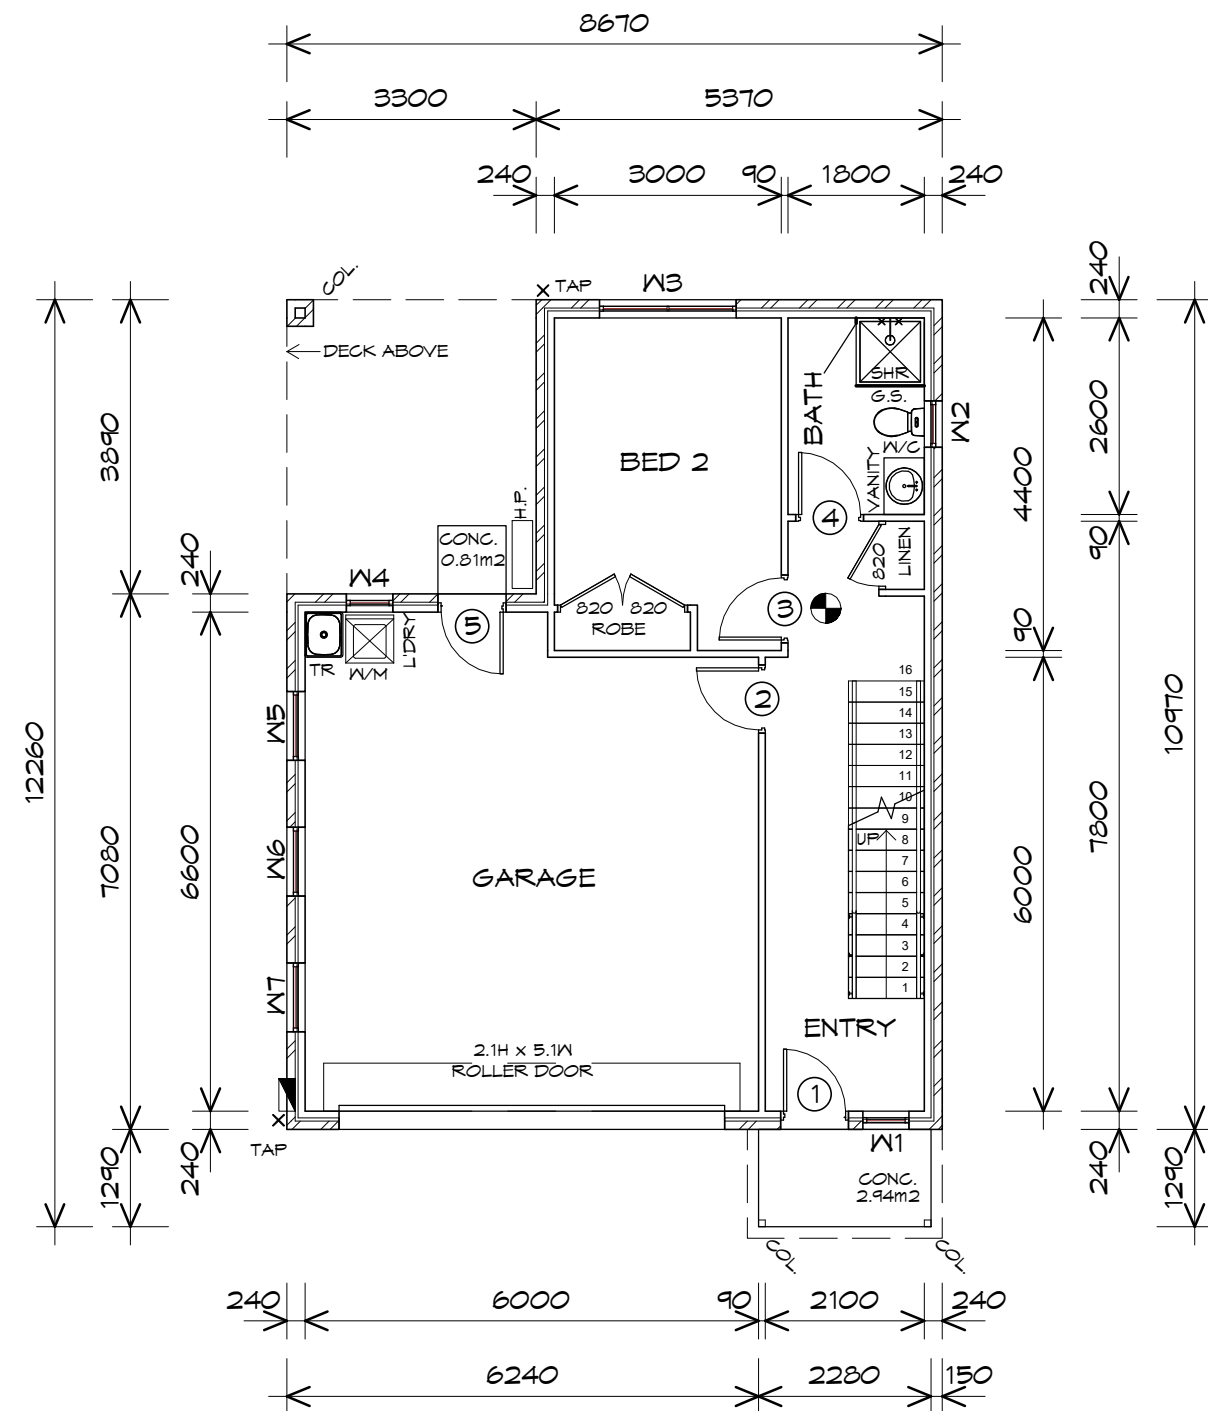 8670
3300
5370
240
3000
90
1800
240
COL.
TAP
W3
240
DECK ABOVE
SHR
G.S.
BATH
W2
W/C
VANITY
BED 2
3890
2600
4400
H.P.
4
CONC.
0.81m2
820
LINEN
90
240
W4
820
820
ROBE
3
5
L'DRY
TR
W/M
90
2
16
15
14
13
12
11
10
9
8
7
6
5
4
3
2
1
UP
W5
10970
12260
7800
7080
6600
W6
GARAGE
6000
W7
ENTRY
2.1H x 5.1W
ROLLER DOOR
1
TAP
W1
240
1290
CONC.
2.94m2
240
1290
COL.
COL.
240
6000
90
2100
240
6240
2280
150